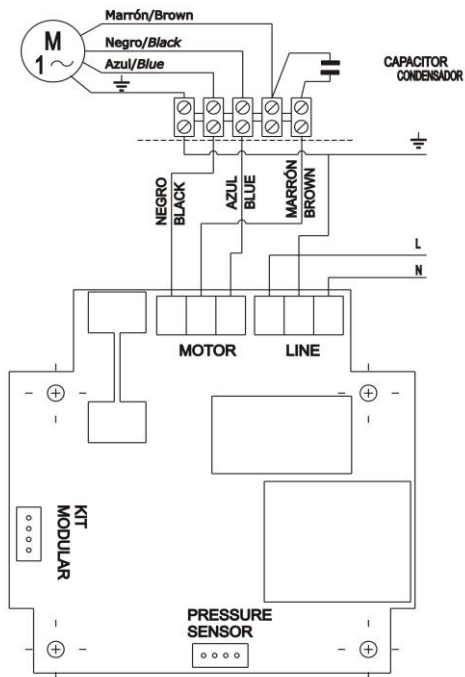 Marrón/Brown
Negro/Black
Azul/Blue
M
1 ~
CAPACITOR
CONDENSADOR
NEGRO
BLACK
AZUL
BLUE
MARRÓN
BROWN
L
N
MOTOR
LINE
KIT
MODULAR
PRESSURE
SENSOR